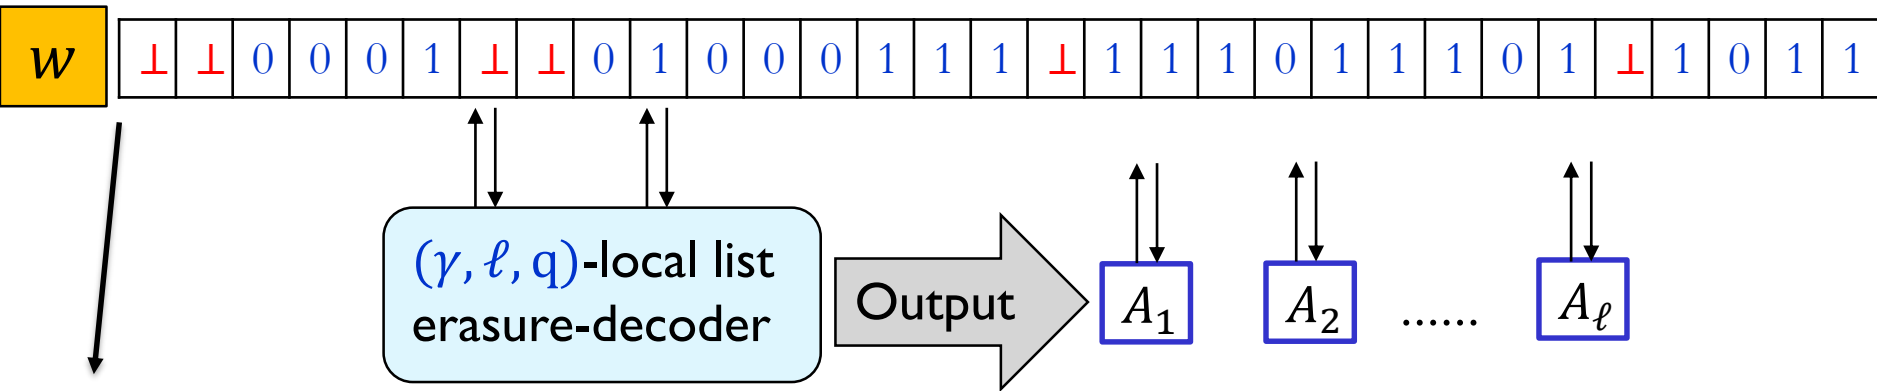 w ⊥ ⊥ 0 0 0 1 ⊥ ⊥ 0 1 0 0 0 1 1 1 ⊥ 1 1 1 0 1 1 1 0 1 ⊥ 1 0 1 1
(γ, ℓ, q)-local list
erasure-decoder
Output
A₁ A₂ ...... A_ℓ